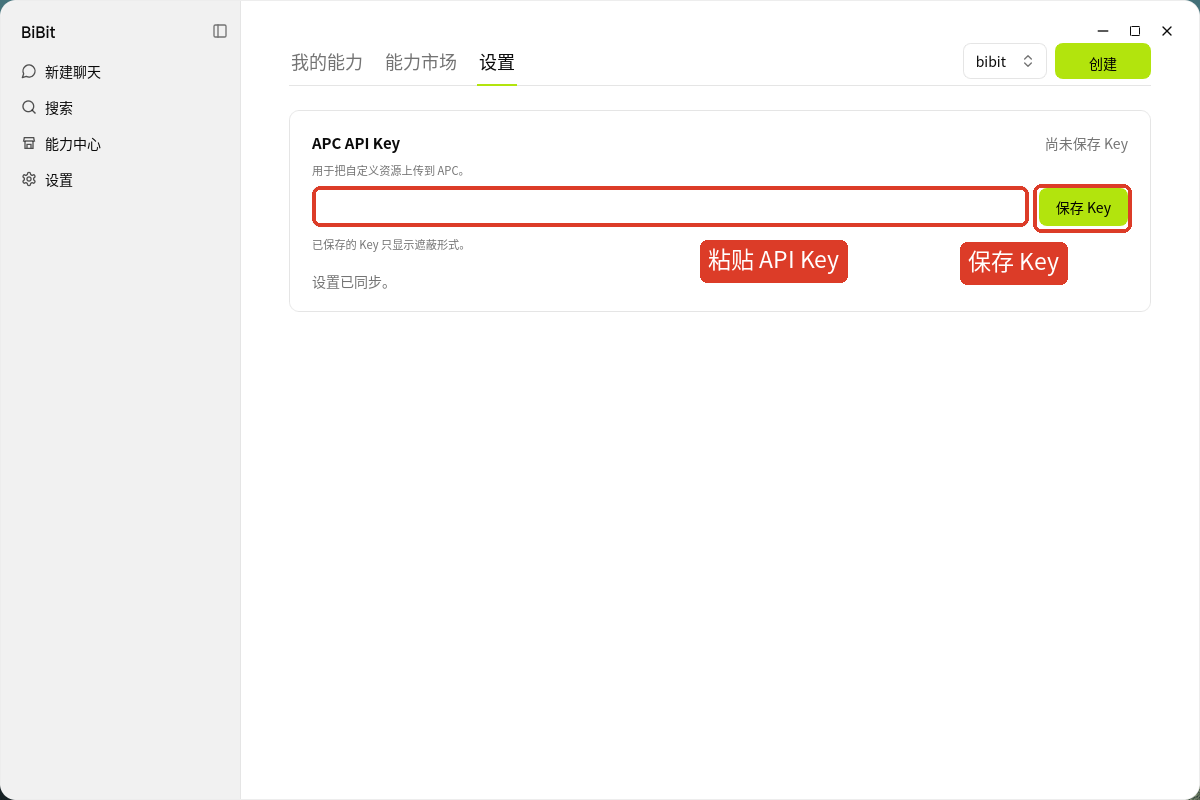 BiBit
新建聊天
搜索
能力中心
设置
我的能力 能力市场 设置
bibit
创建
APC API Key
尚未保存 Key
用于把自定义资源上传到 APC。
保存 Key
已保存的 Key 只显示遮蔽形式。
粘贴 API Key
保存 Key
设置已同步。